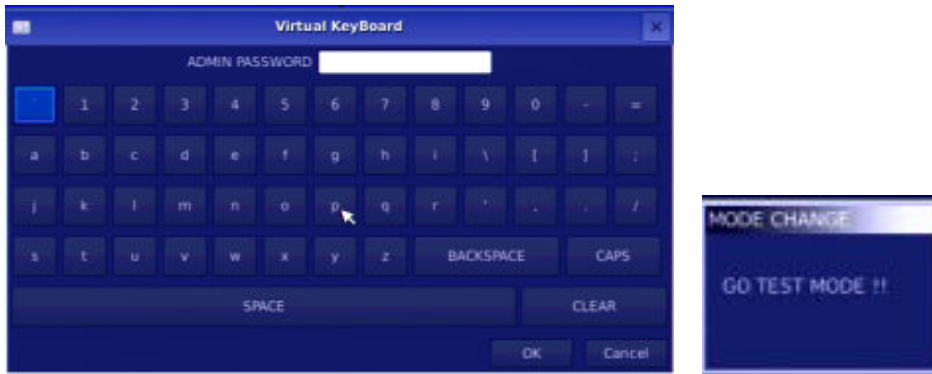 Virtual KeyBoard
ADMIN PASSWORD
` 1 2 3 4 5 6 7 8 9 0 - =
a b c d e f g h i \ [ ] ;
j k l m n o p q r ' , . /
s t u v w x y z BACKSPACE CAPS
SPACE CLEAR
OK Cancel
MODE CHANGE
GO TEST MODE !!